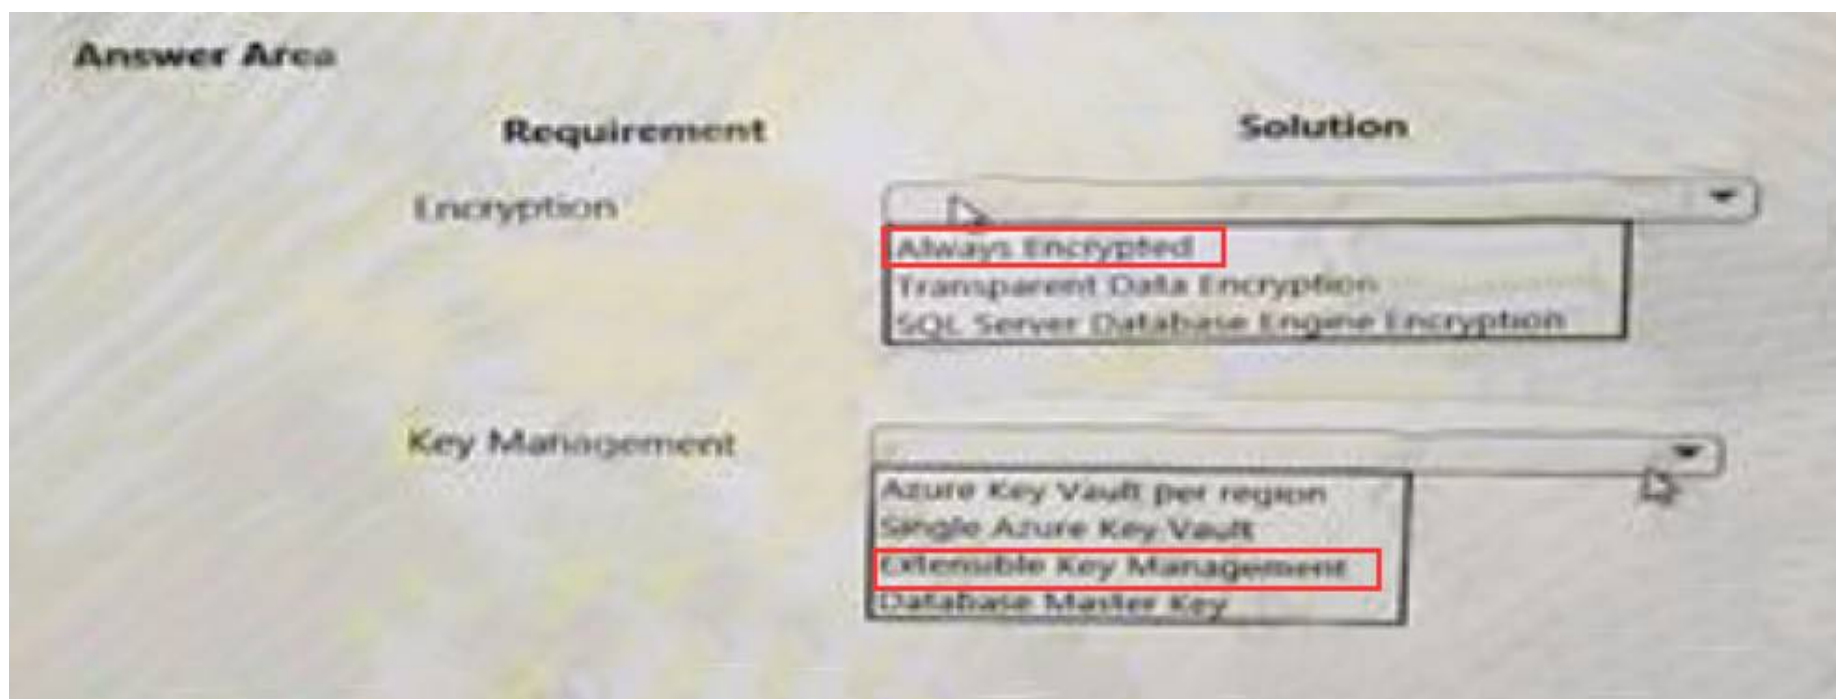 Answer Area
Requirement
Solution
Encryption
Always Encrypted
Transparent Data Encryption
SQL Server Database Engine Encryption
Key Management
Azure Key Vault per region
Single Azure Key Vault
Extensible Key Management
Database Master Key